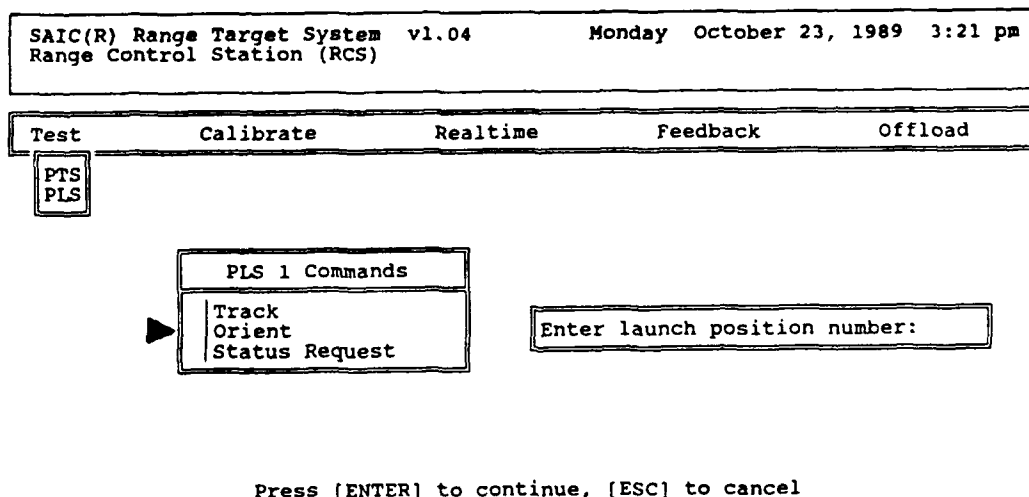 SAIC(R) Range Target System v1.04 Monday October 23, 1989 3:21 pm
Range Control Station (RCS)
Test Calibrate Realtime Feedback Offload
PTS
PLS
PLS 1 Commands
Track
Orient
Status Request
Enter launch position number:
Press [ENTER] to continue, [ESC] to cancel